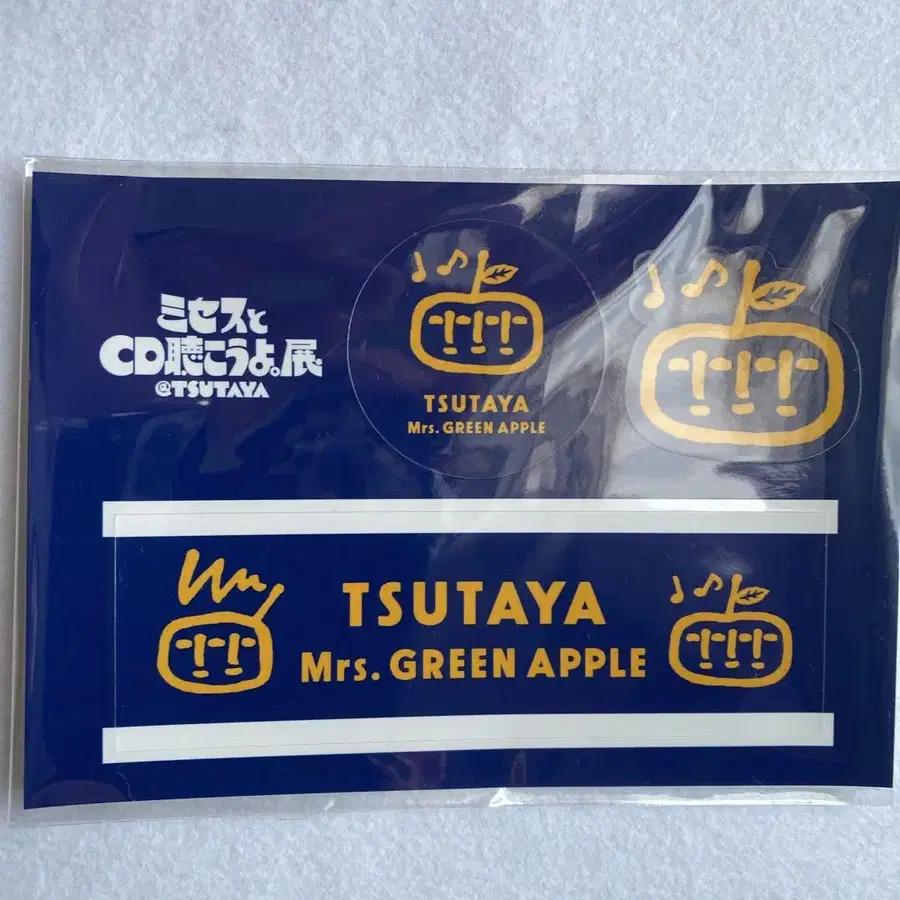 ミセスと
CD聴こうよ。展
@TSUTAYA
TSUTAYA
Mrs. GREEN APPLE
TSUTAYA
Mrs. GREEN APPLE